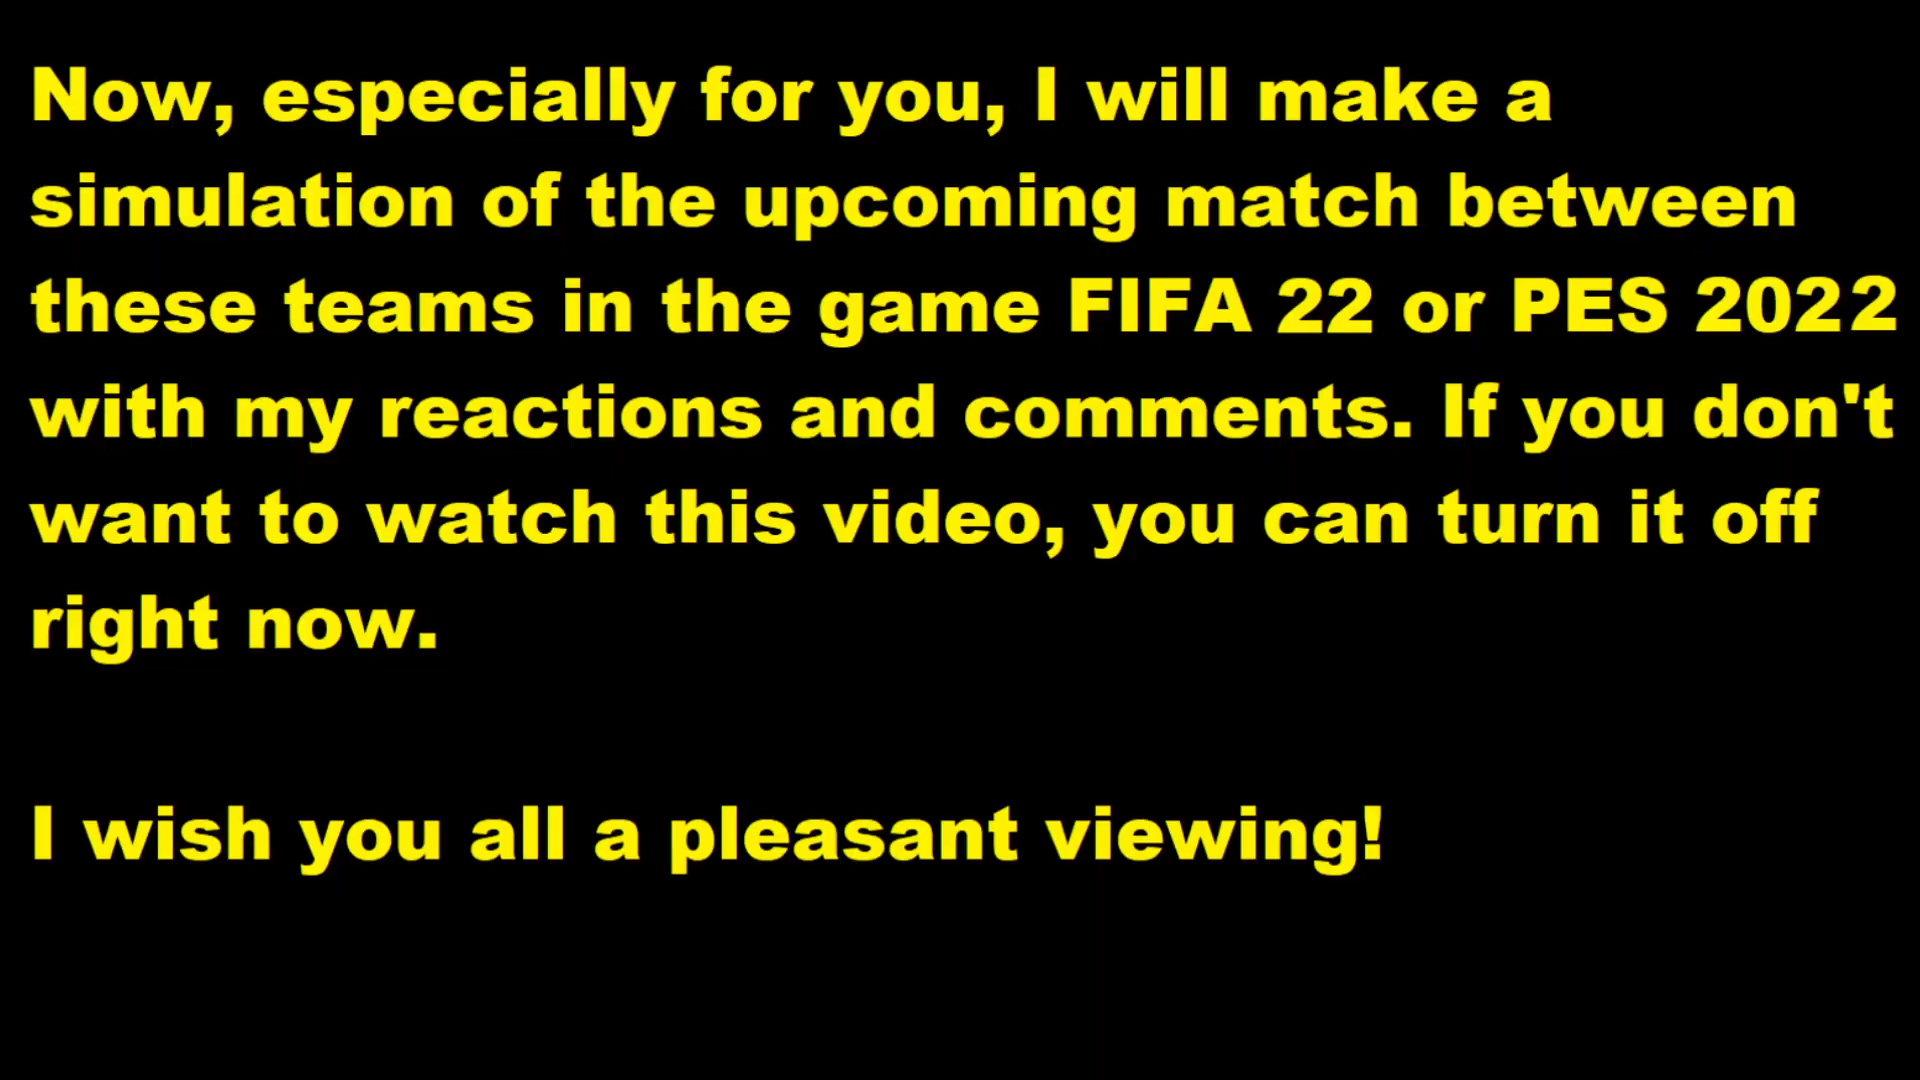 Now, especially for you, I will make a
simulation of the upcoming match between
these teams in the game FIFA 22 or PES 2022
with my reactions and comments. If you don't
want to watch this video, you can turn it off
right now.
I wish you all a pleasant viewing!